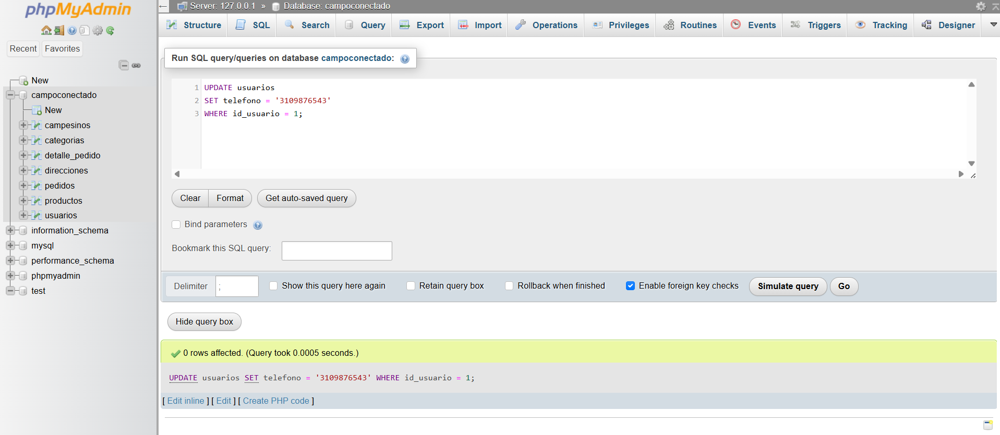 phpMyAdmin
Recent
Favorites
New
campoconectado
New
campesinos
categorias
detalle_pedido
direcciones
pedidos
productos
usuarios
information_schema
mysql
performance_schema
phpmyadmin
test
Server: 127.0.0.1 » Database: campoconectado
Structure SQL Search Query Export Import Operations Privileges Routines Events Triggers Tracking Designer
Run SQL query/queries on database campoconectado:
1 UPDATE usuarios
2 SET telefono = '3109876543'
3 WHERE id_usuario = 1;
Clear Format Get auto-saved query
Bind parameters
Bookmark this SQL query:
Delimiter ; Show this query here again Retain query box Rollback when finished Enable foreign key checks Simulate query Go
Hide query box
0 rows affected. (Query took 0.0005 seconds.)
UPDATE usuarios SET telefono = '3109876543' WHERE id_usuario = 1;
[ Edit inline ] [ Edit ] [ Create PHP code ]